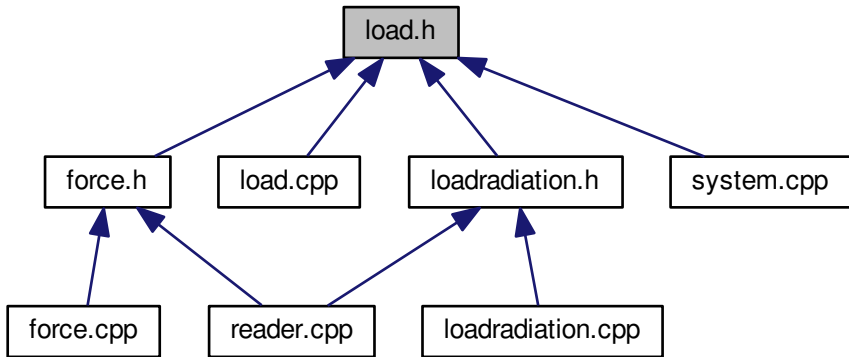 load.h
force.h
load.cpp
loadradiation.h
system.cpp
force.cpp
reader.cpp
loadradiation.cpp